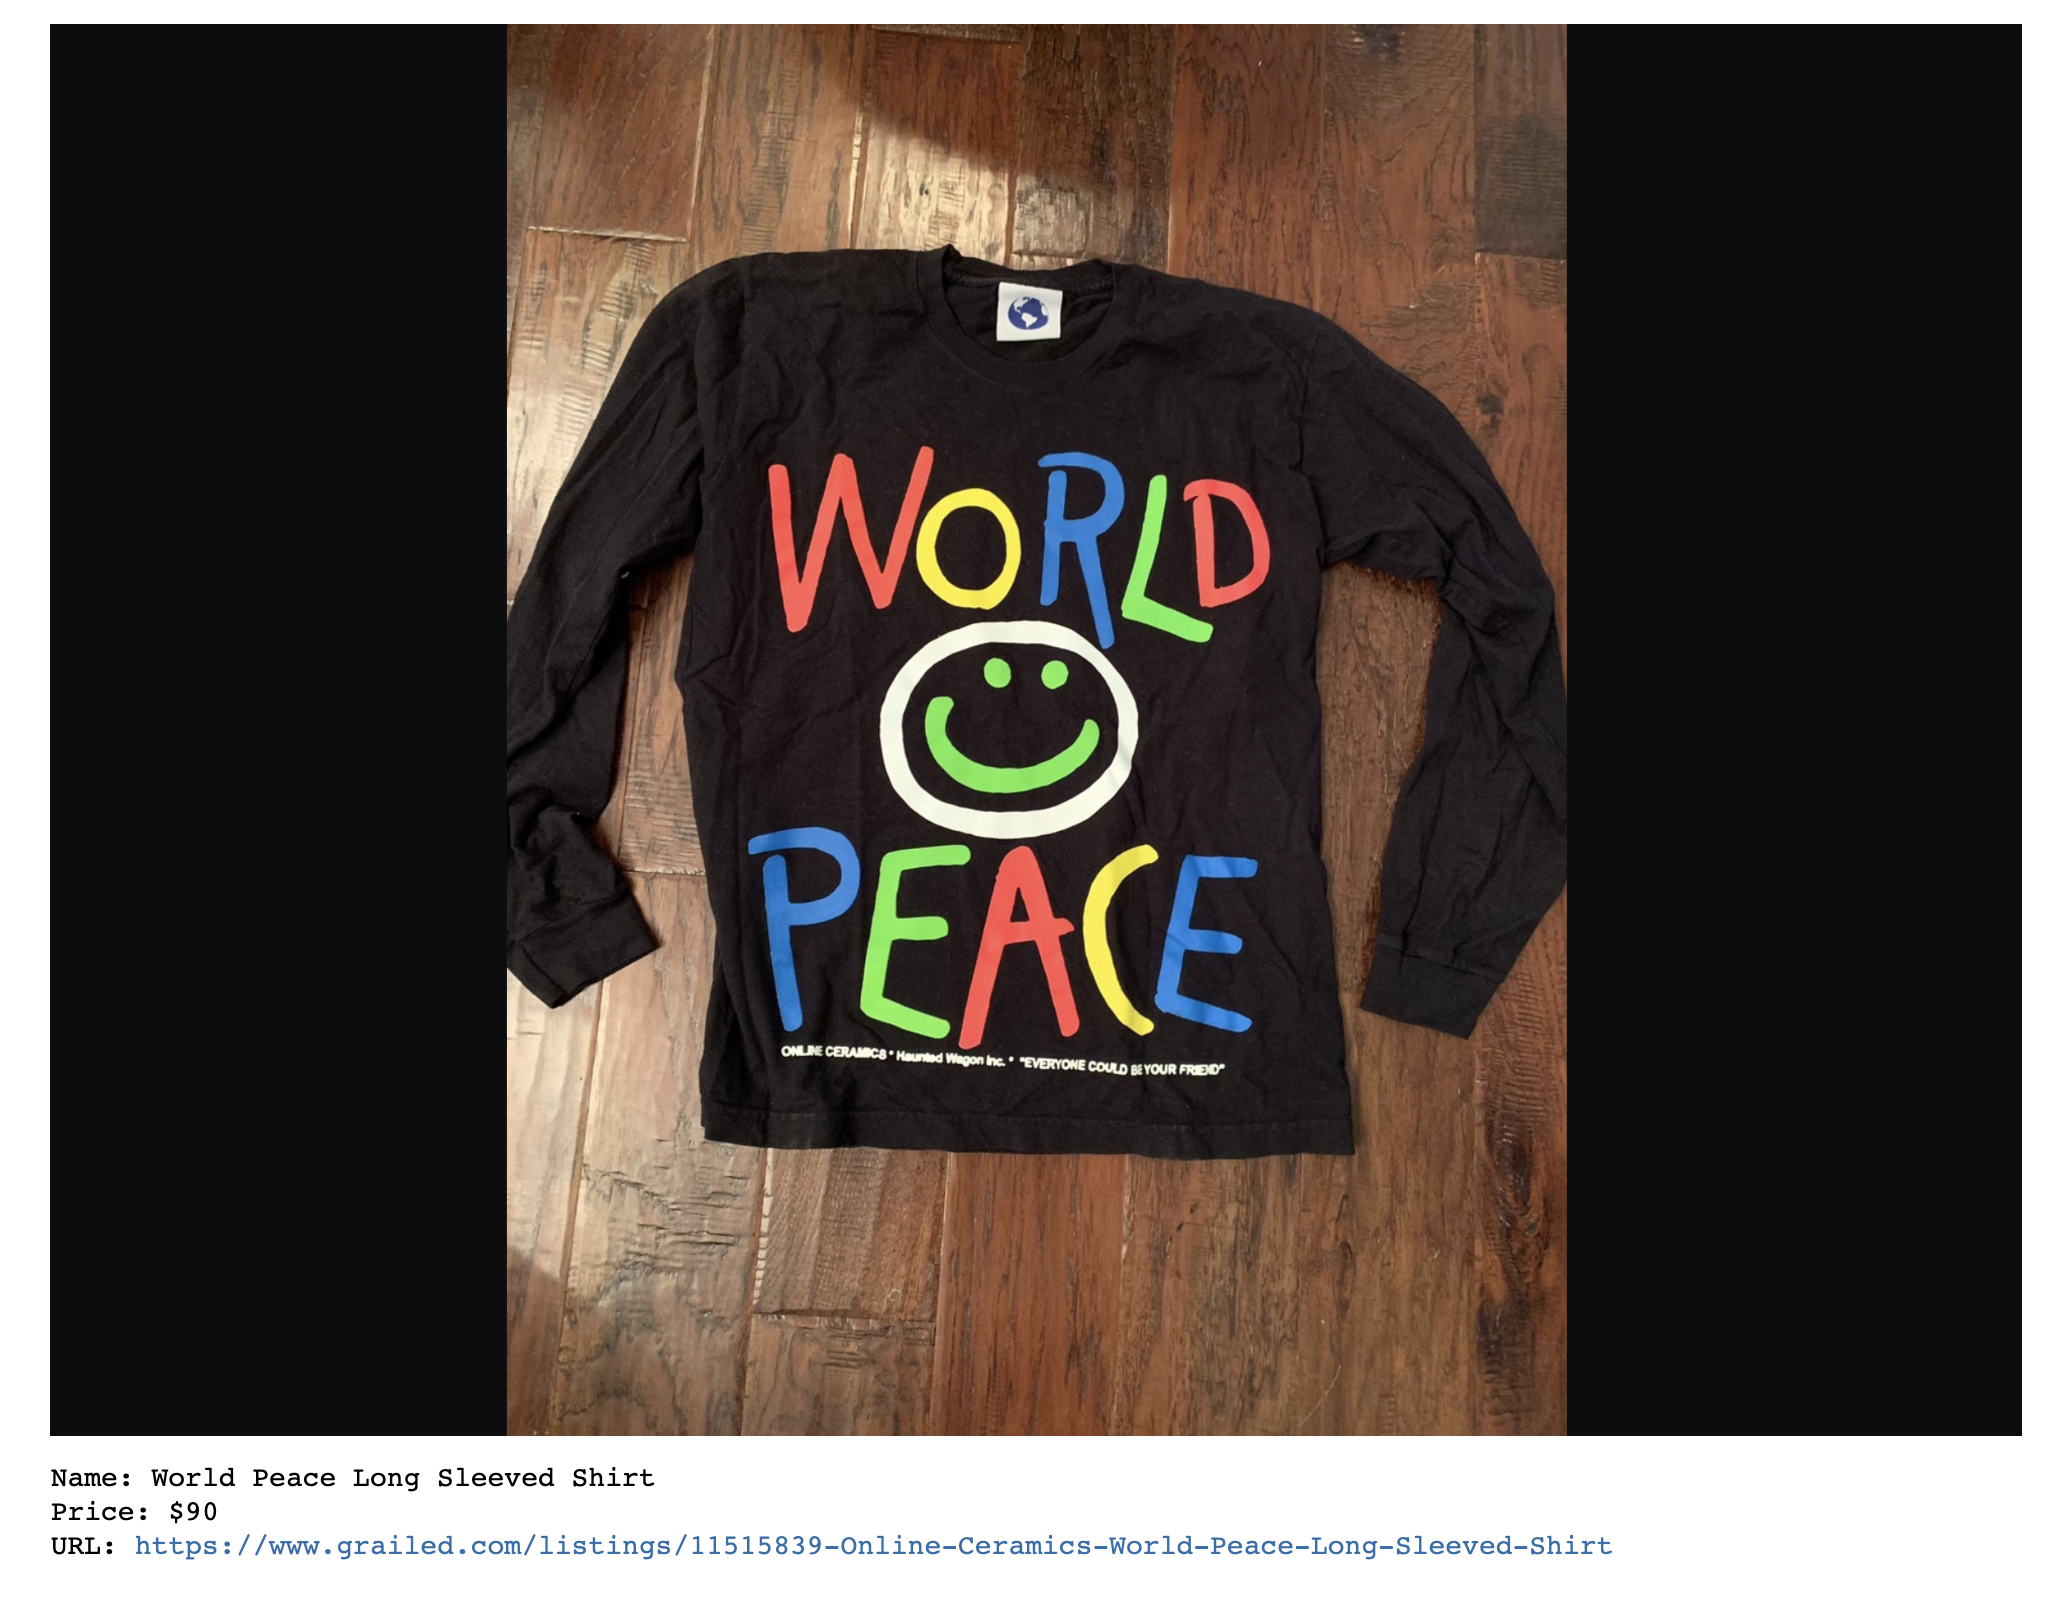 WORLD
PEACE
ONLINE CERAMICS * Haunted Wagon Inc. * "EVERYONE COULD BE YOUR FRIEND"
Name: World Peace Long Sleeved Shirt
Price: $90
URL: https://www.grailed.com/listings/11515839-Online-Ceramics-World-Peace-Long-Sleeved-Shirt